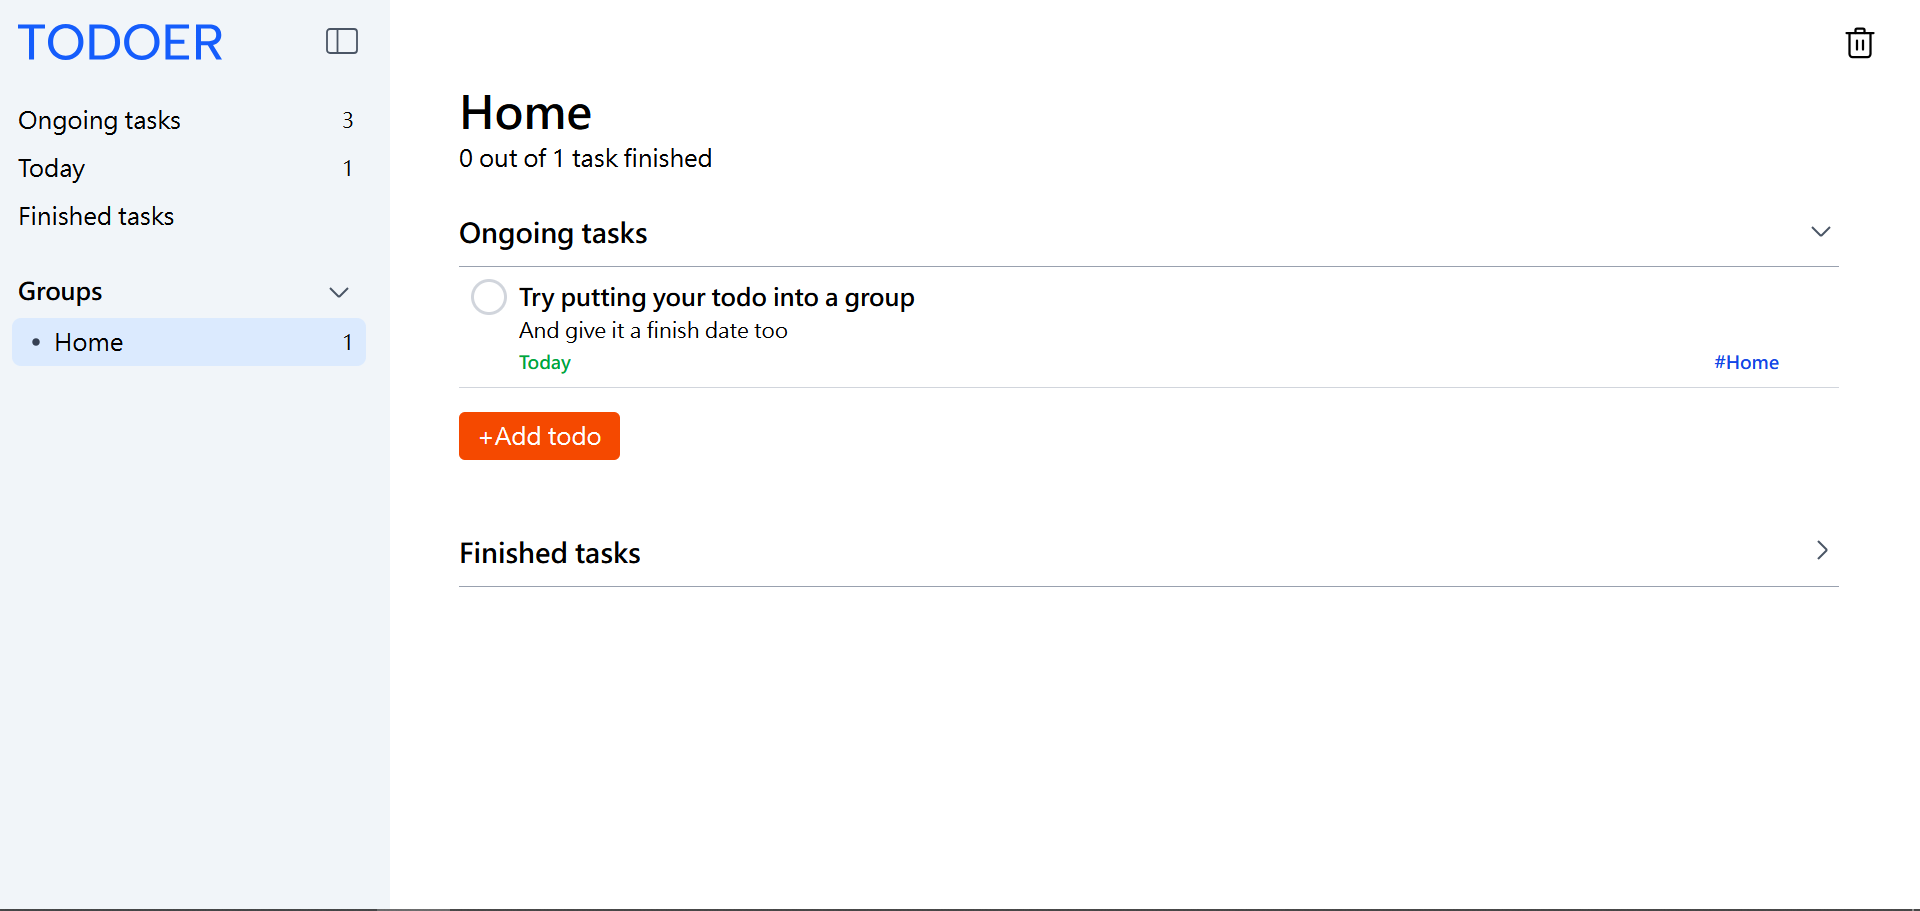 TODOER
Ongoing tasks 3
Today 1
Finished tasks
Groups
• Home 1
Home
0 out of 1 task finished
Ongoing tasks
Try putting your todo into a group
And give it a finish date too
Today #Home
+Add todo
Finished tasks